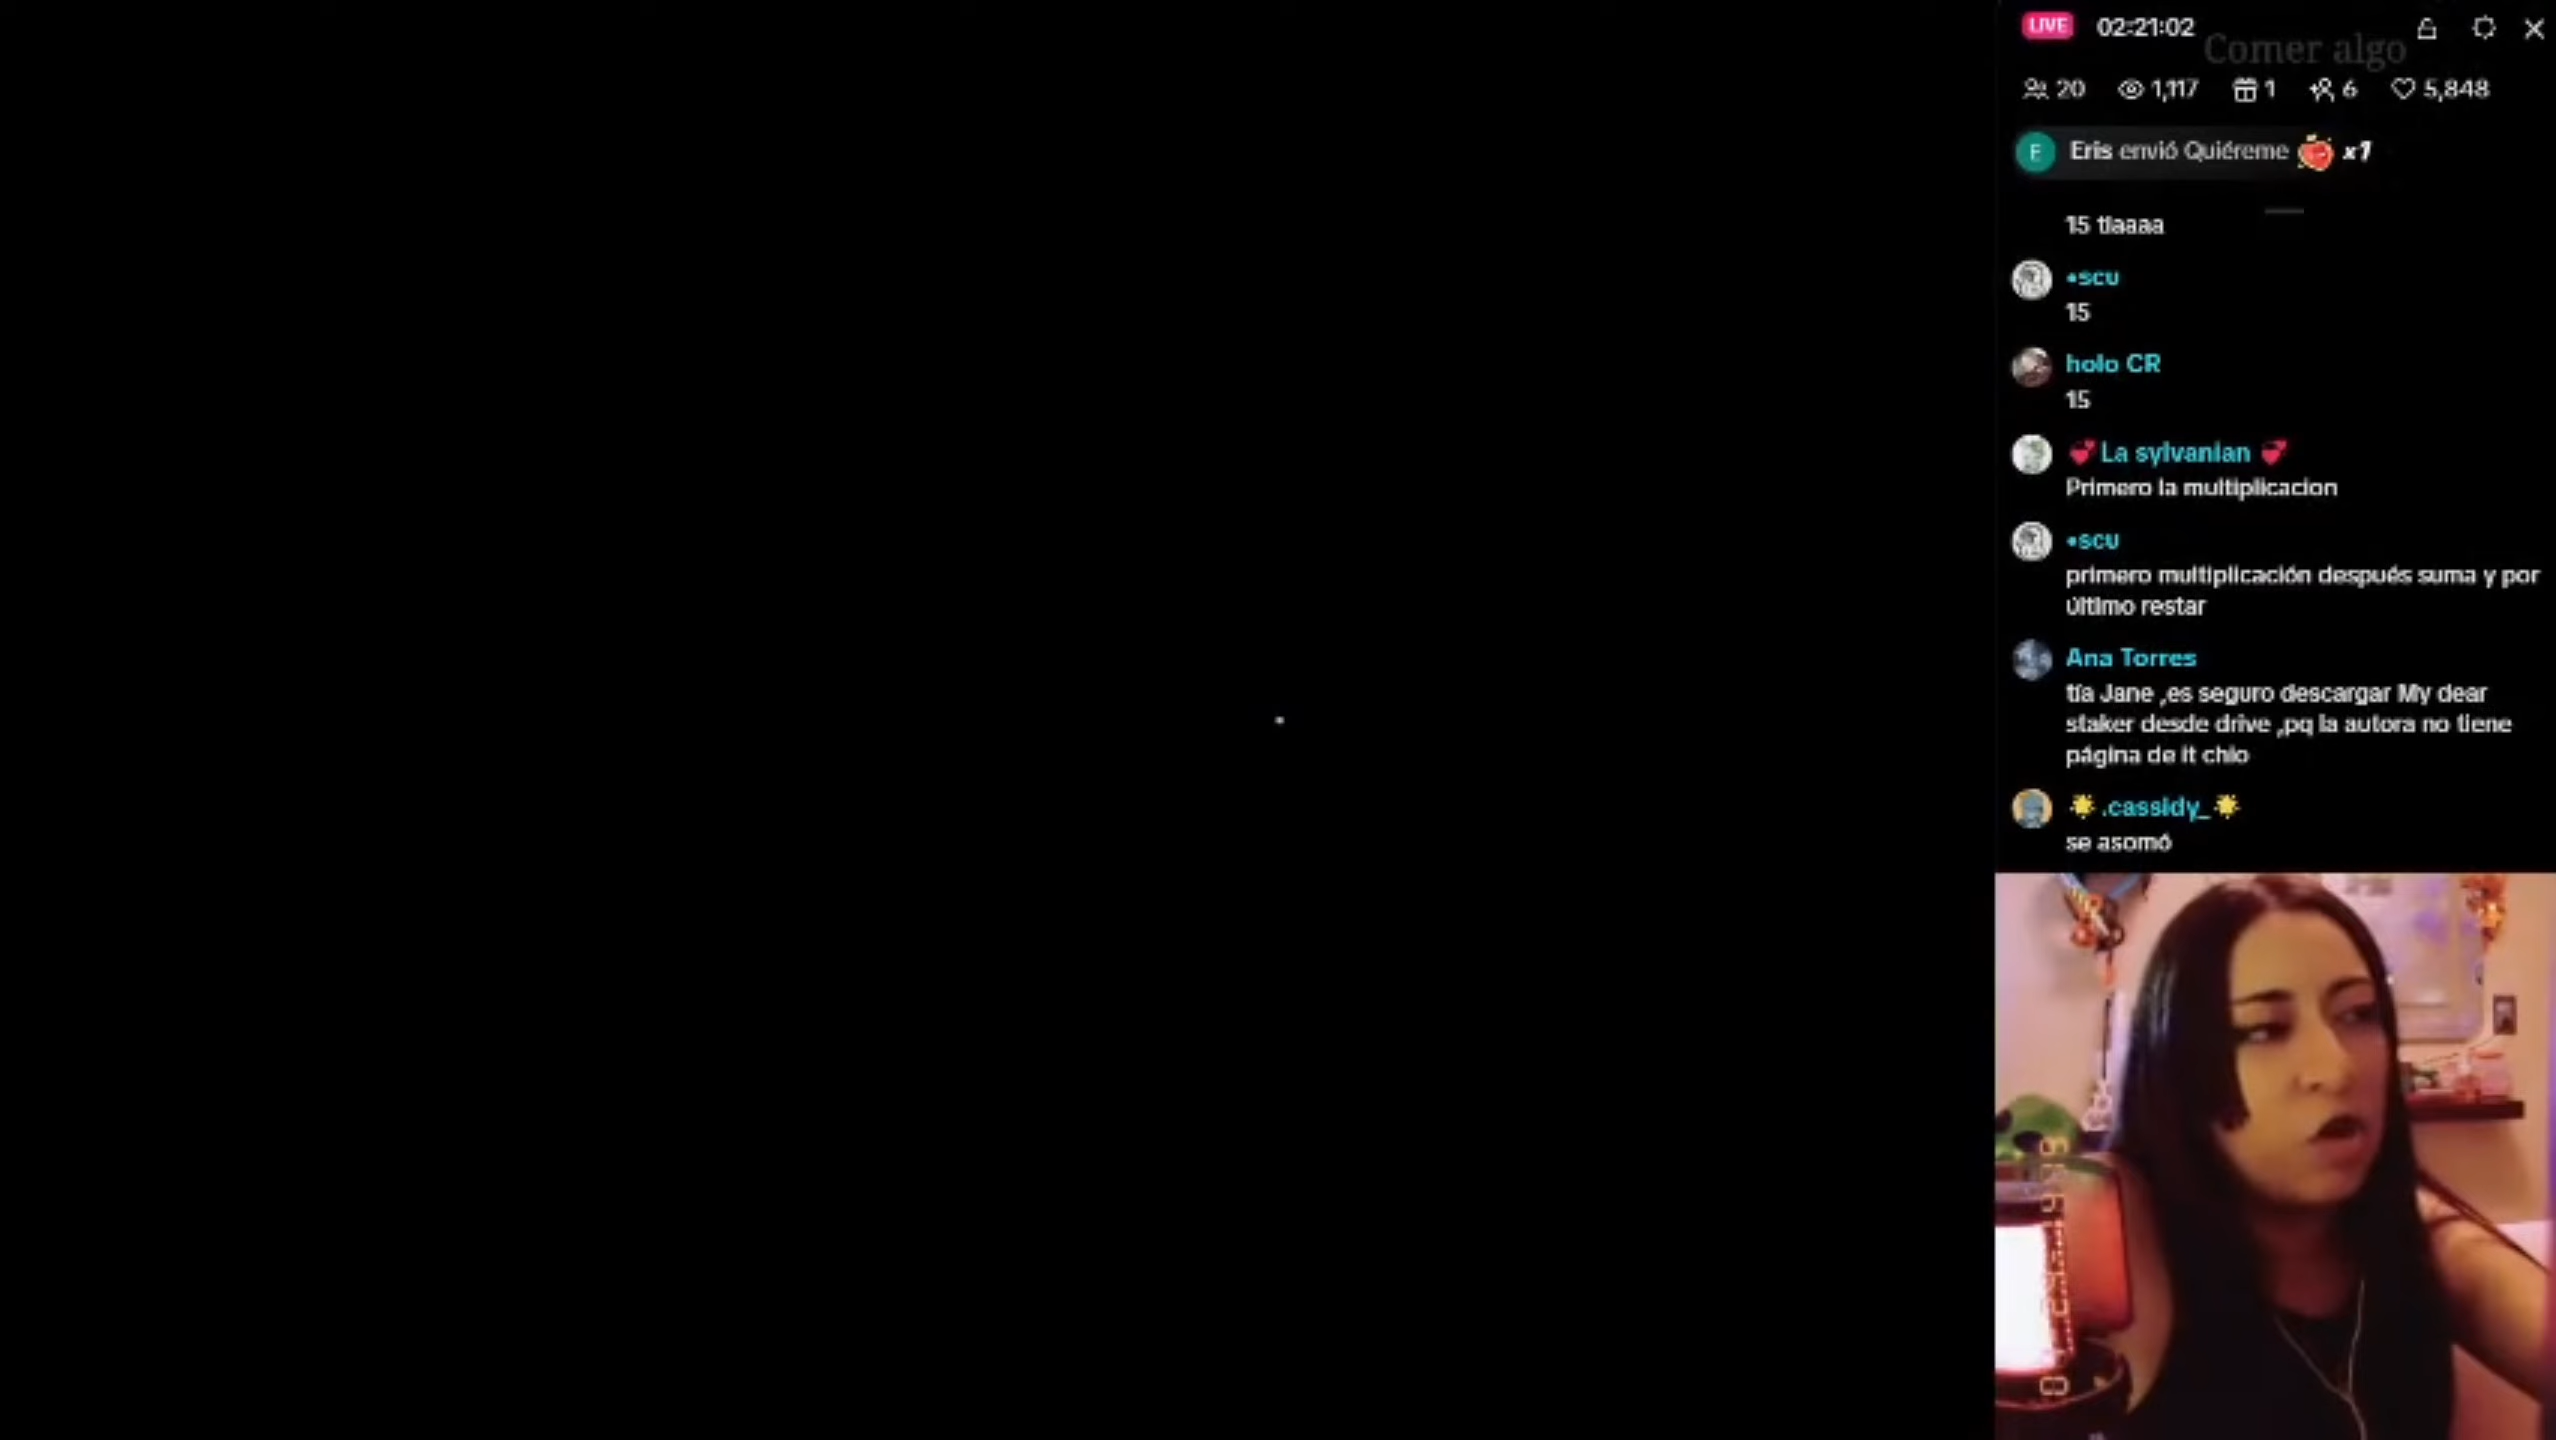 LIVE 02:21:02
Comer algo
20 1,117 1 6 5,848
E Eris envió Quiéreme x1
15 tiaaaa
•scu
15
holo CR
15
La sylvanian
Primero la multiplicacion
•scu
primero multiplicación después suma y por
último restar
Ana Torres
tía Jane ,es seguro descargar My dear
staker desde drive ,pq la autora no tiene
página de it chio
.cassidy_
se asomó